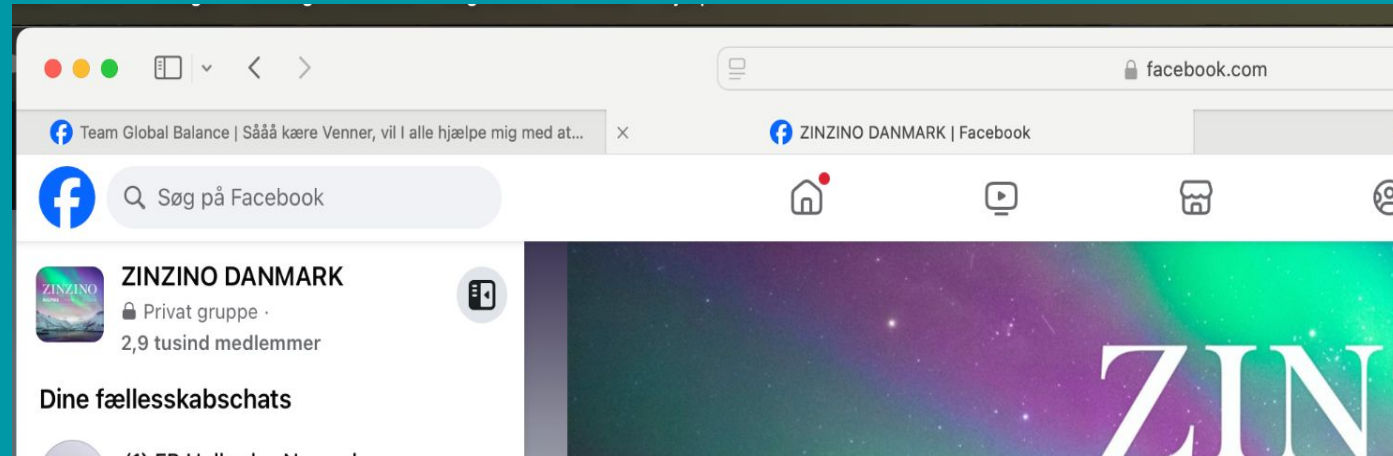 facebook.com
Team Global Balance | Sååå kære Venner, vil I alle hjælpe mig med at...
ZINZINO DANMARK | Facebook
Søg på Facebook
ZINZINO
ZINZINO DANMARK
Privat gruppe ·
2,9 tusind medlemmer
Dine fællesskabschats
ZIN